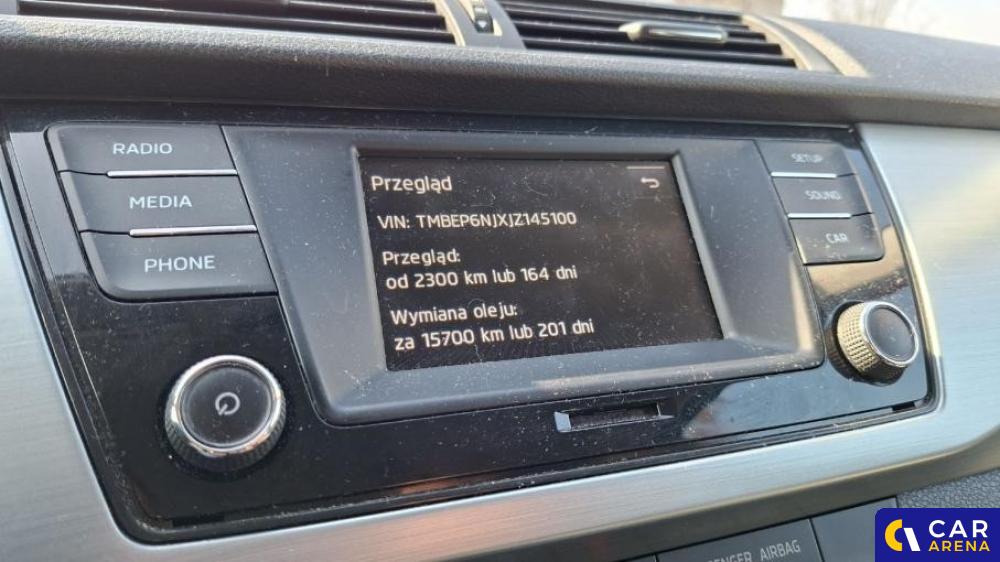 RADIO
MEDIA
PHONE
Przegląd
VIN: TMBEP6NJXJZ145100
Przegląd:
od 2300 km lub 164 dni
Wymiana oleju:
za 15700 km lub 201 dni
SETUP
SOUND
CAR
AIRBAG
CAR
ARENA